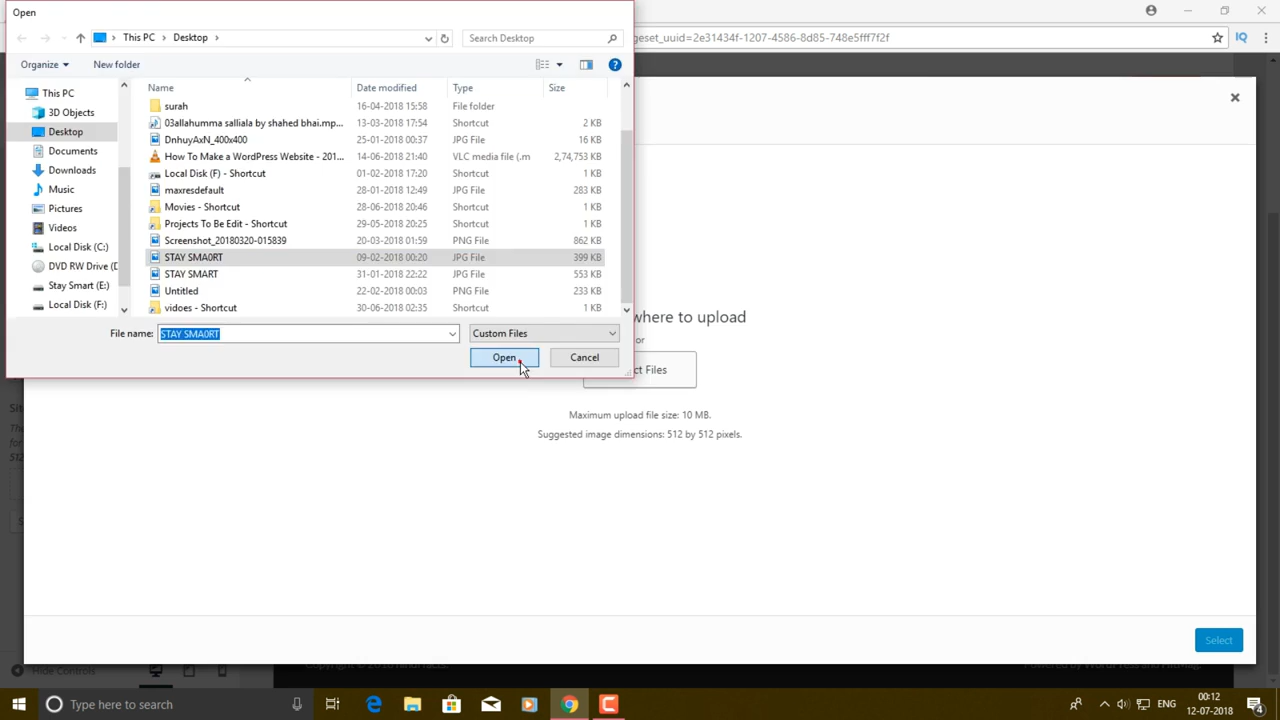 Open
geset_uuid=2e31434f-1207-4586-8d85-748e5fff7f2f
This PC
Desktop
Search Desktop
Organize
New folder
Name
Date modified
Type
Size
This PC
3D Objects
Desktop
Documents
Downloads
Music
Pictures
Videos
Local Disk (C:)
DVD RW Drive (D
Stay Smart (E:)
Local Disk (F:)
surah 16-04-2018 15:58 File folder
03allahumma salliala by shahed bhai.mp... 13-03-2018 17:54 Shortcut 2 KB
DnhuyAxN_400x400 25-01-2018 00:37 JPG File 16 KB
How To Make a WordPress Website - 201... 14-06-2018 21:40 VLC media file (.m 2,74,753 KB
Local Disk (F) - Shortcut 01-02-2018 17:20 Shortcut 1 KB
maxresdefault 28-01-2018 12:49 JPG File 283 KB
Movies - Shortcut 28-06-2018 20:46 Shortcut 1 KB
Projects To Be Edit - Shortcut 29-05-2018 20:25 Shortcut 1 KB
Screenshot_20180320-015839 20-03-2018 01:59 PNG File 862 KB
STAY SMA0RT 09-02-2018 00:20 JPG File 399 KB
STAY SMART 31-01-2018 22:22 JPG File 553 KB
Untitled 22-02-2018 00:03 PNG File 233 KB
vidoes - Shortcut 30-06-2018 02:35 Shortcut 1 KB
File name: STAY SMA0RT
Custom Files
Open
Cancel
where to upload
or
ct Files
Maximum upload file size: 10 MB.
Suggested image dimensions: 512 by 512 pixels.
Select
Hide Controls
Type here to search
ENG
00:12
12-07-2018
4